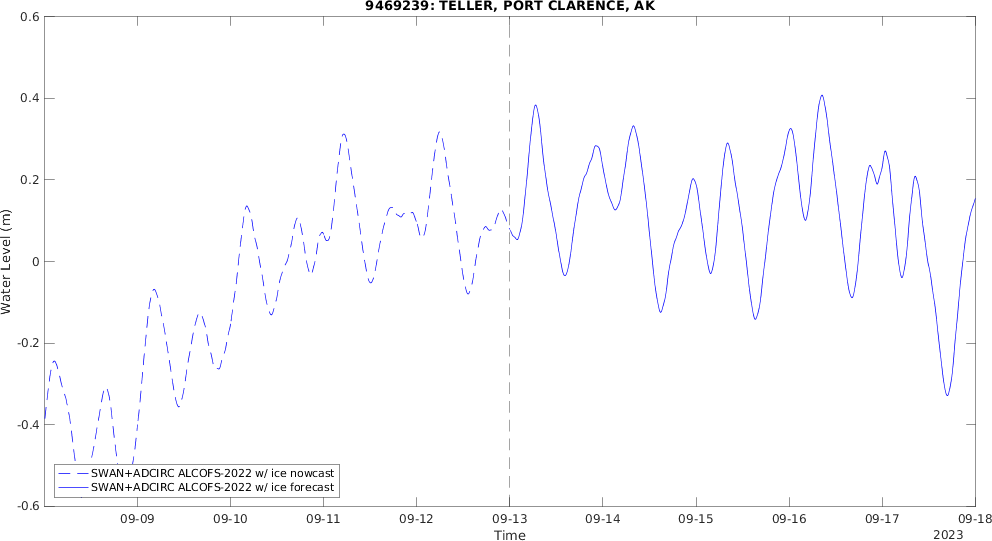 9469239: TELLER, PORT CLARENCE, AK
Water Level (m)
0.6
0.4
0.2
0
-0.2
-0.4
-0.6
SWAN+ADCIRC ALCOFS-2022 w/ ice nowcast
SWAN+ADCIRC ALCOFS-2022 w/ ice forecast
09-09 09-10 09-11 09-12 09-13 09-14 09-15 09-16 09-17 09-18
Time
2023